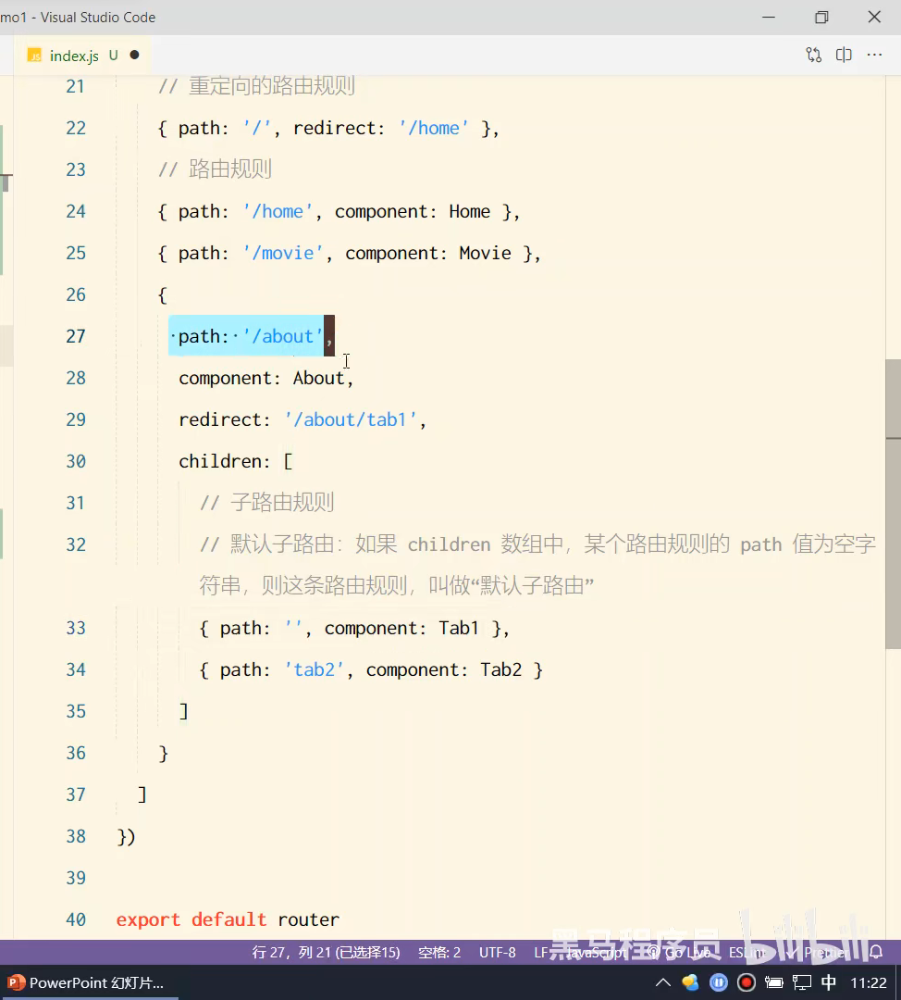 mo1 - Visual Studio Code
JS index.js U
21 // 重定向的路由规则
22 { path: '/', redirect: '/home' },
23 // 路由规则
24 { path: '/home', component: Home },
25 { path: '/movie', component: Movie },
26 {
27 path: '/about',
28 component: About,
29 redirect: '/about/tab1',
30 children: [
31 // 子路由规则
32 // 默认子路由：如果 children 数组中，某个路由规则的 path 值为空字
符串，则这条路由规则，叫做“默认子路由”
33 { path: '', component: Tab1 },
34 { path: 'tab2', component: Tab2 }
35 ]
36 }
37 ]
38 })
39
40 export default router
黑马程序员 bilibili
行 27，列 21 (已选择15) 空格: 2 UTF-8 LF JavaScript Go Live ESLint Prettier
P PowerPoint 幻灯片... 中 11:22